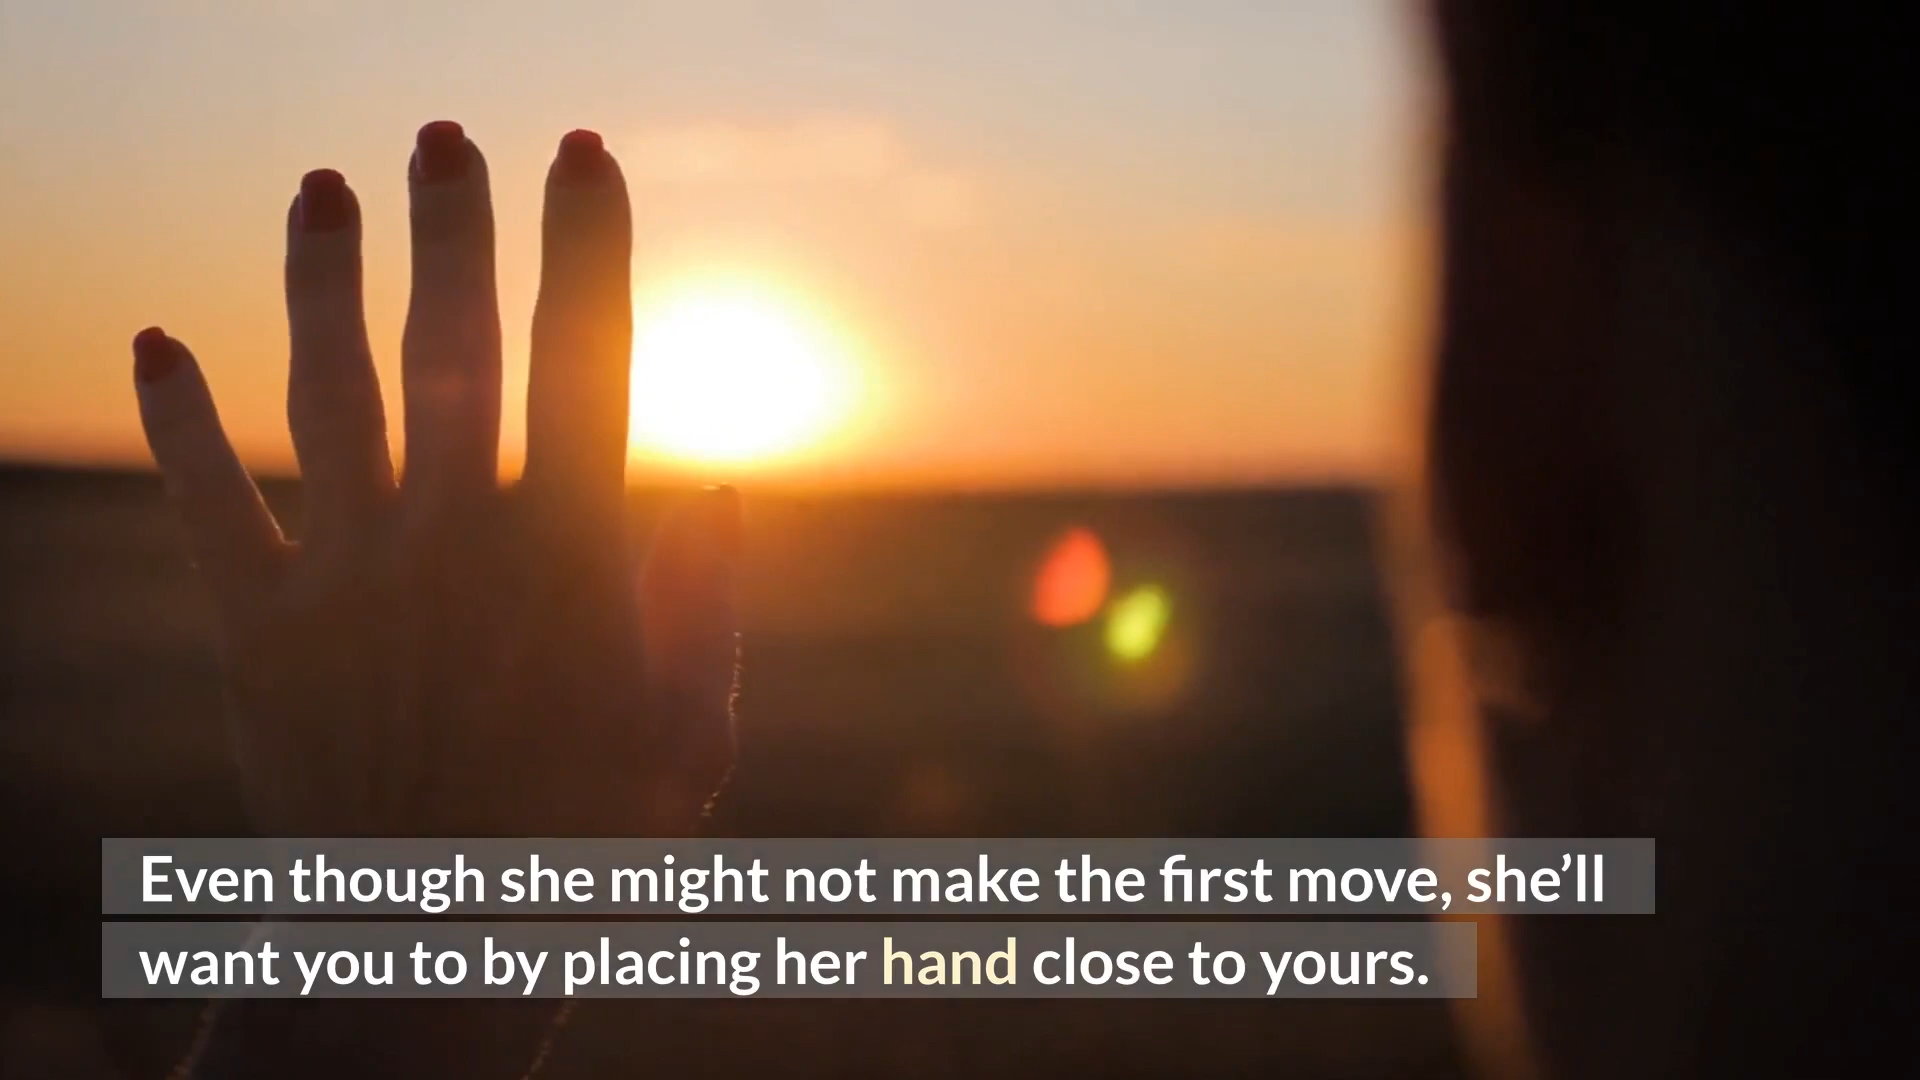 Even though she might not make the first move, she’ll
want you to by placing her hand close to yours.